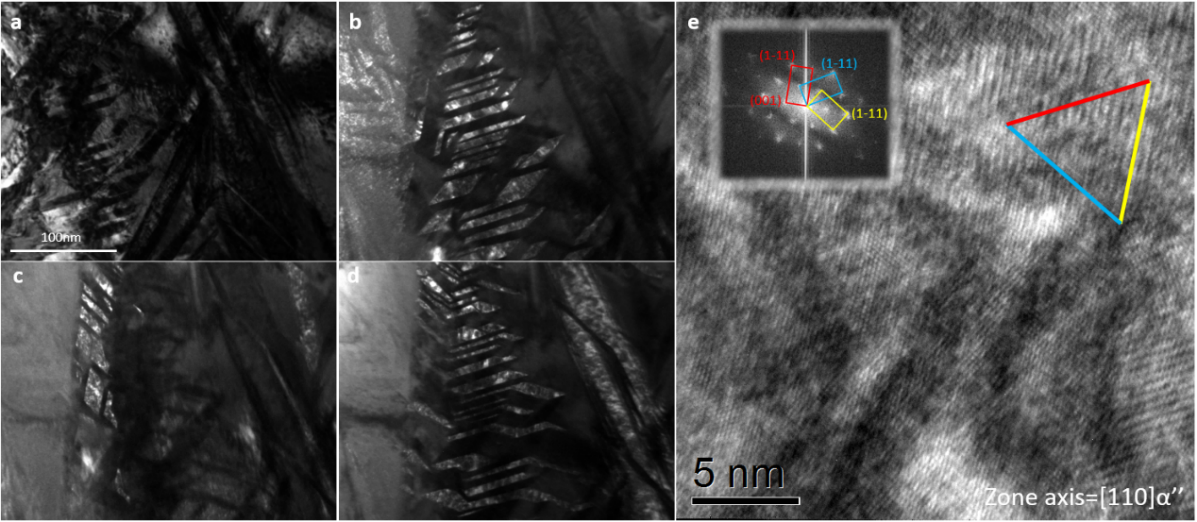 a
100nm
b
c
d
e
(1-11)
(1-11)
(001)
(1-11)
5 nm
Zone axis=[110]α’’